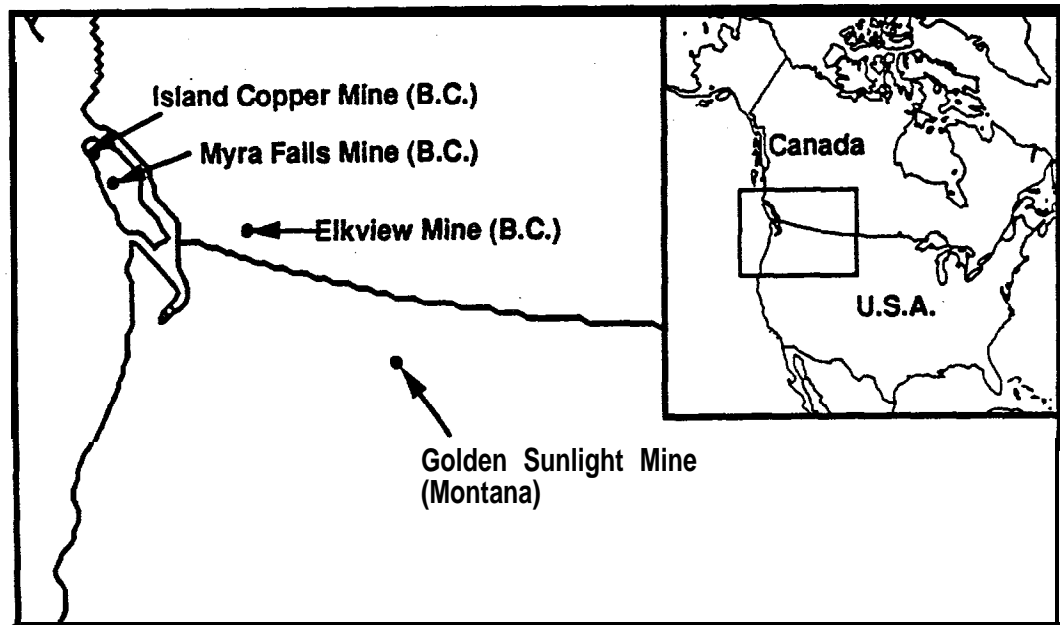 Island Copper Mine (B.C.)
Myra Falls Mine (B.C.)
Elkview Mine (B.C.)
Golden Sunlight Mine
(Montana)
Canada
U.S.A.